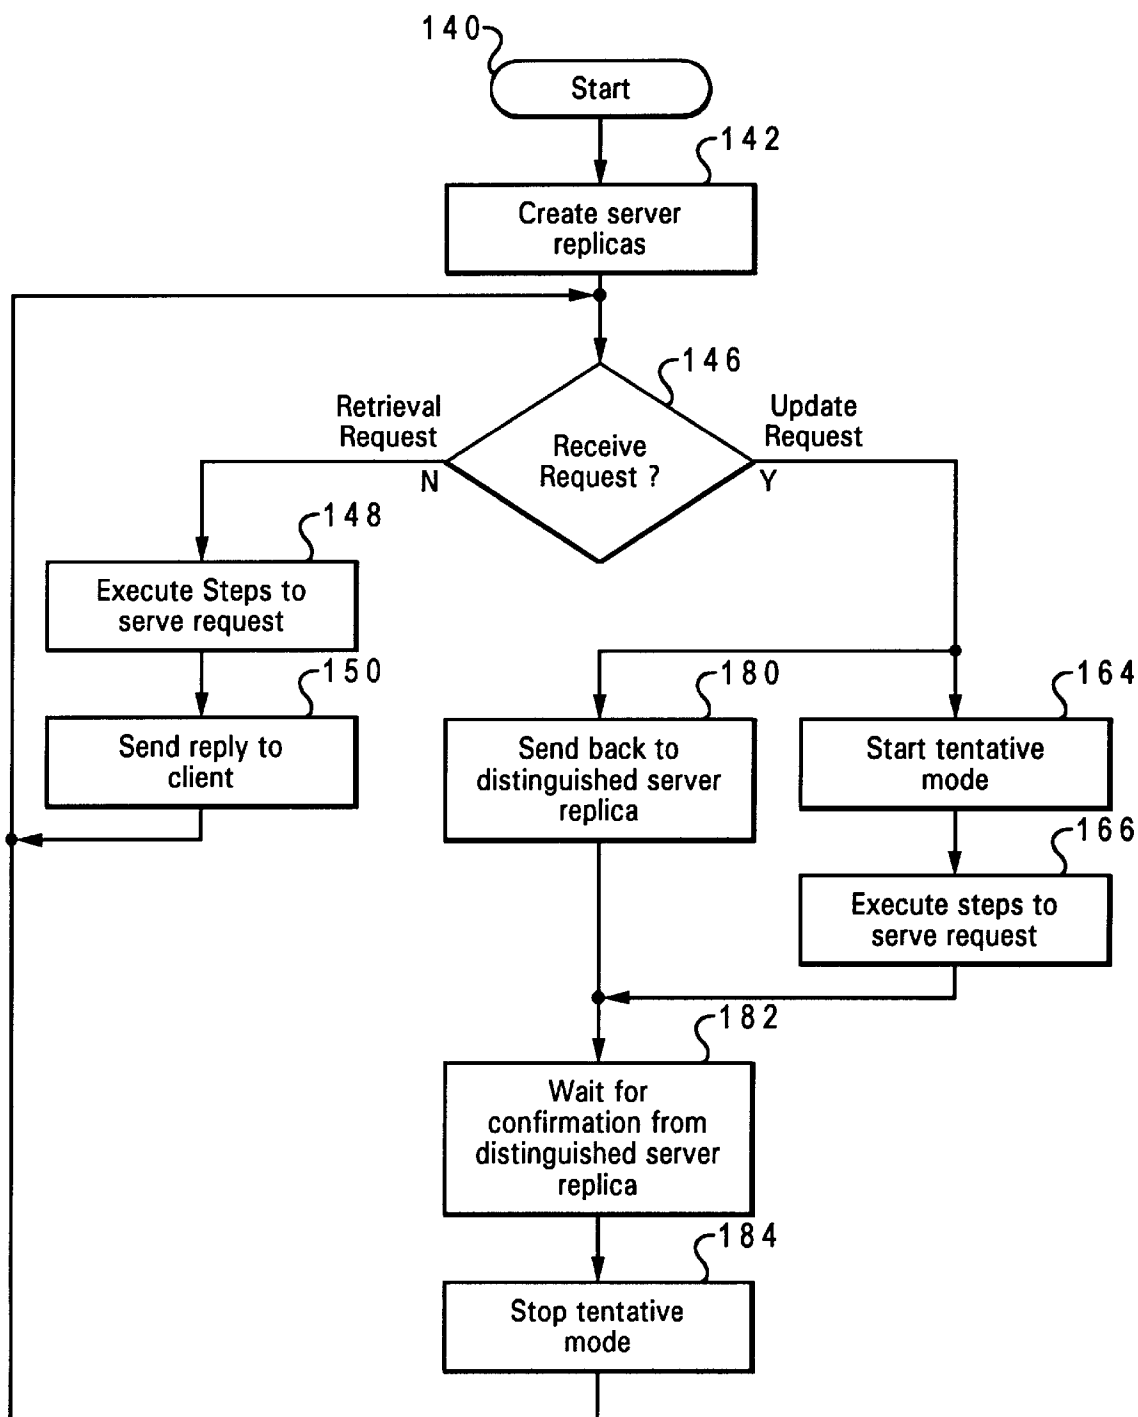 140
Start
142
Create server
replicas
146
Retrieval
Request
Update
Request
Receive
Request ?
N
Y
148
Execute Steps to
serve request
150
Send reply to
client
180
Send back to
distinguished server
replica
164
Start tentative
mode
166
Execute steps to
serve request
182
Wait for
confirmation from
distinguished server
replica
184
Stop tentative
mode